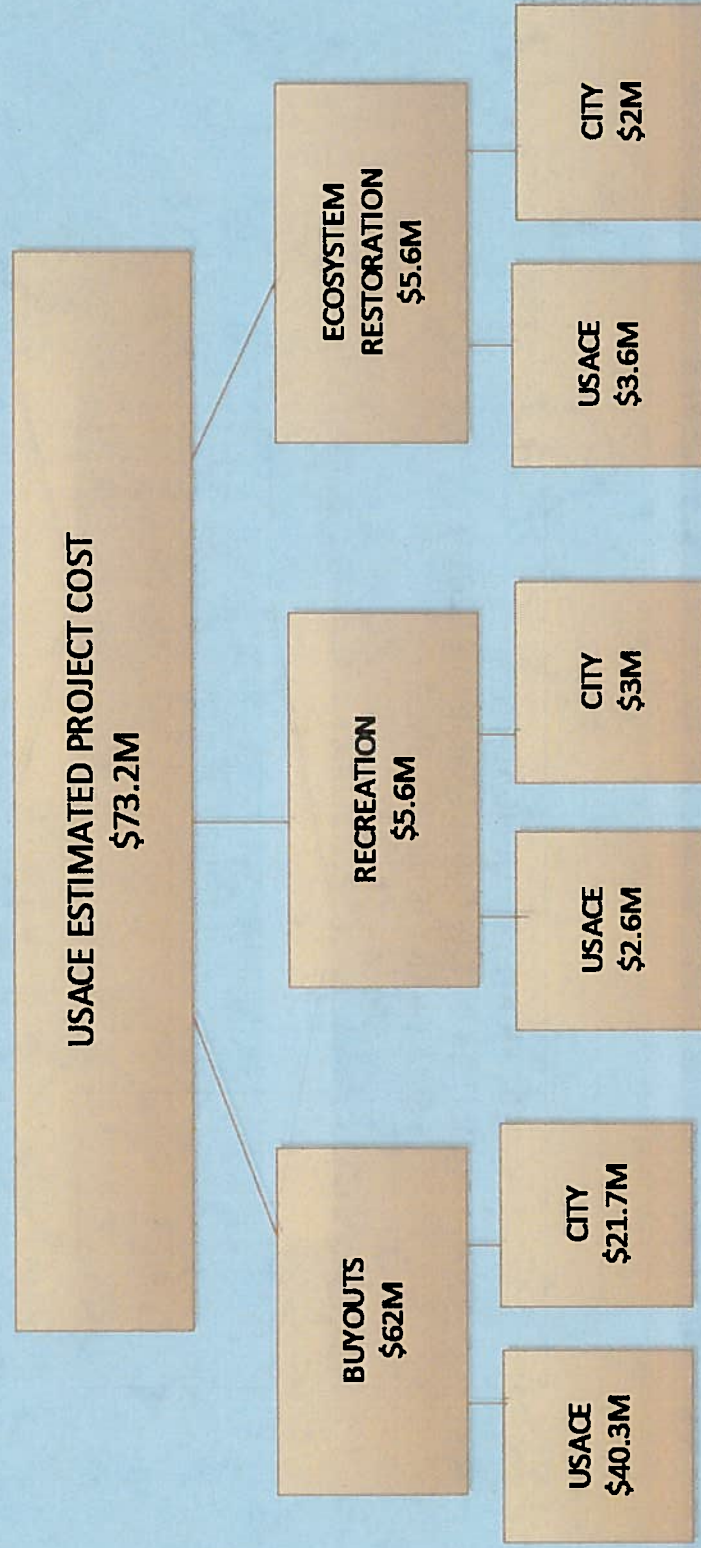 USACE ESTIMATED PROJECT COST
$73.2M
BUYOUTS
$62M
RECREATION
$5.6M
ECOSYSTEM
RESTORATION
$5.6M
USACE
$40.3M
CITY
$21.7M
USACE
$2.6M
CITY
$3M
USACE
$3.6M
CITY
$2M